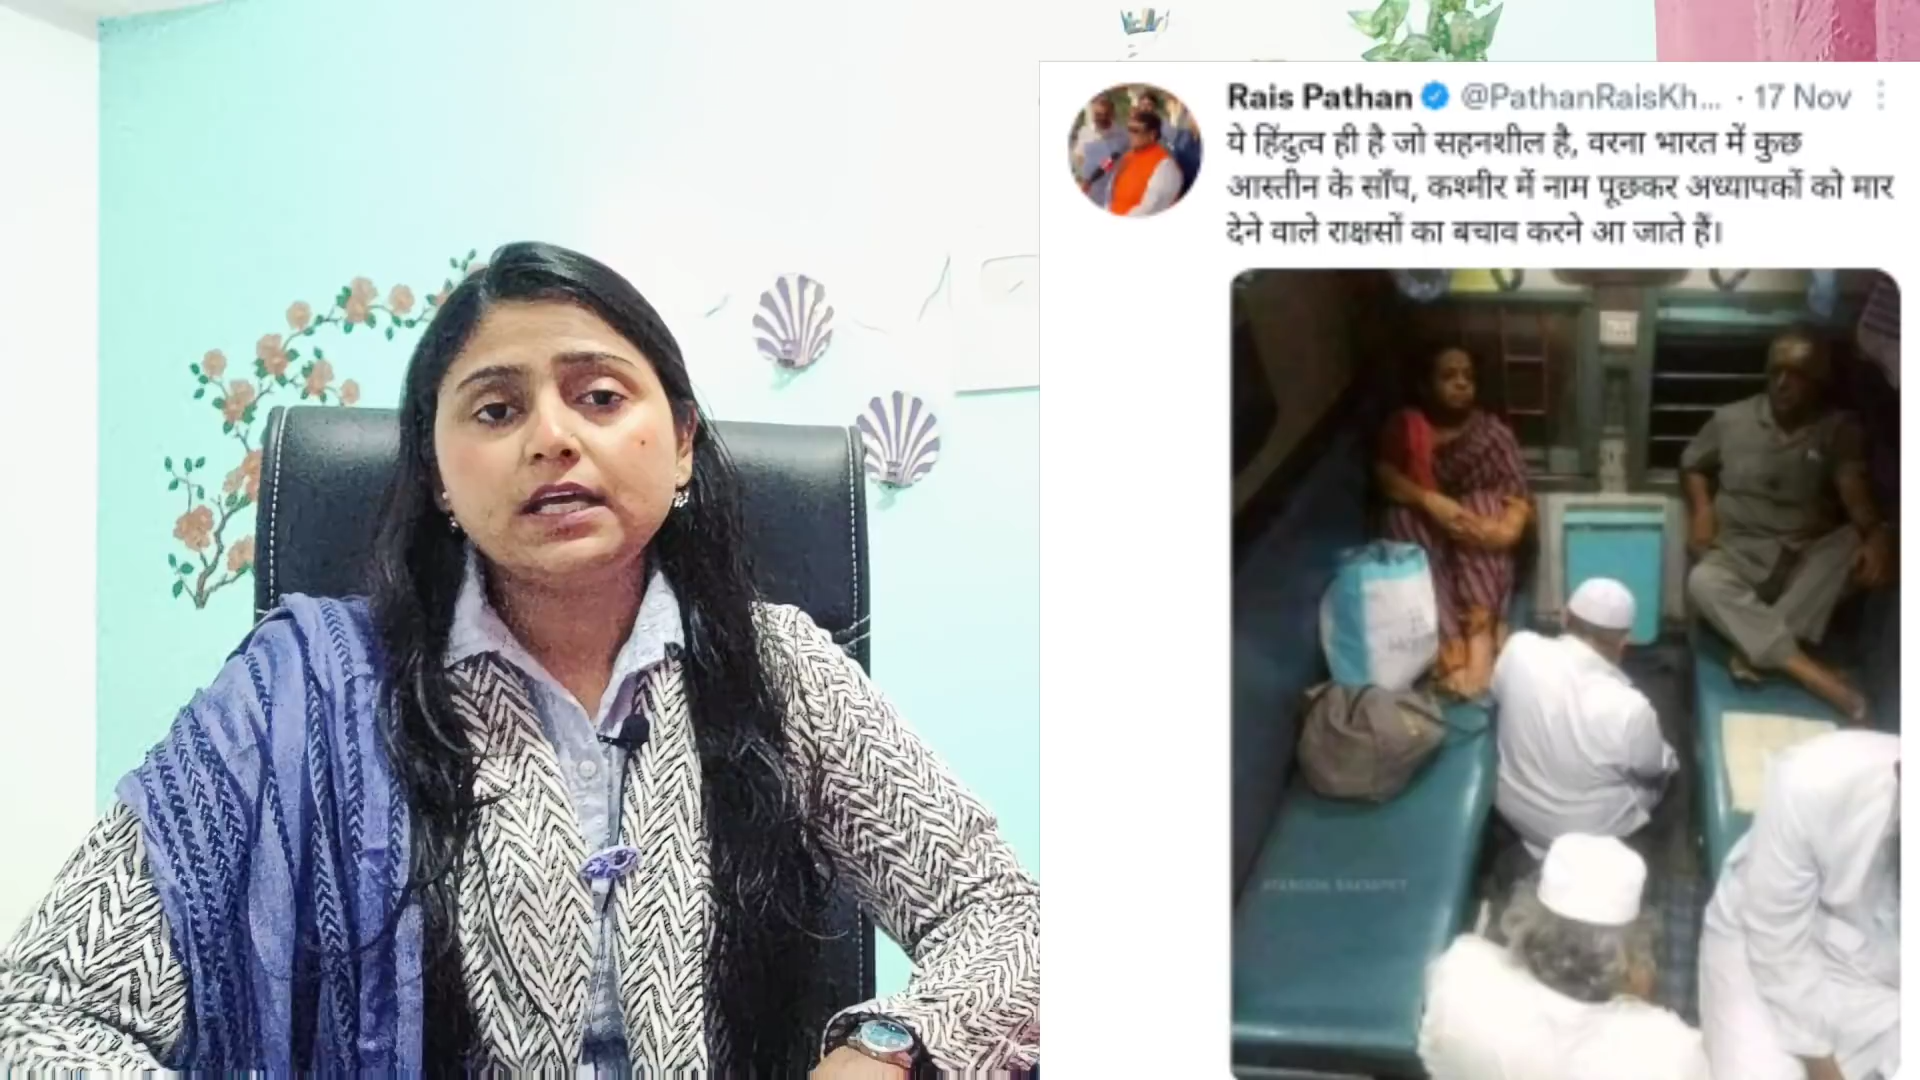 Rais Pathan @PathanRaisKh... · 17 Nov
ये हिंदुत्व ही है जो सहनशील है, वरना भारत में कुछ
आस्तीन के साँप, कश्मीर में नाम पूछकर अध्यापकों को मार
देने वाले राक्षसों का बचाव करने आ जाते हैं।